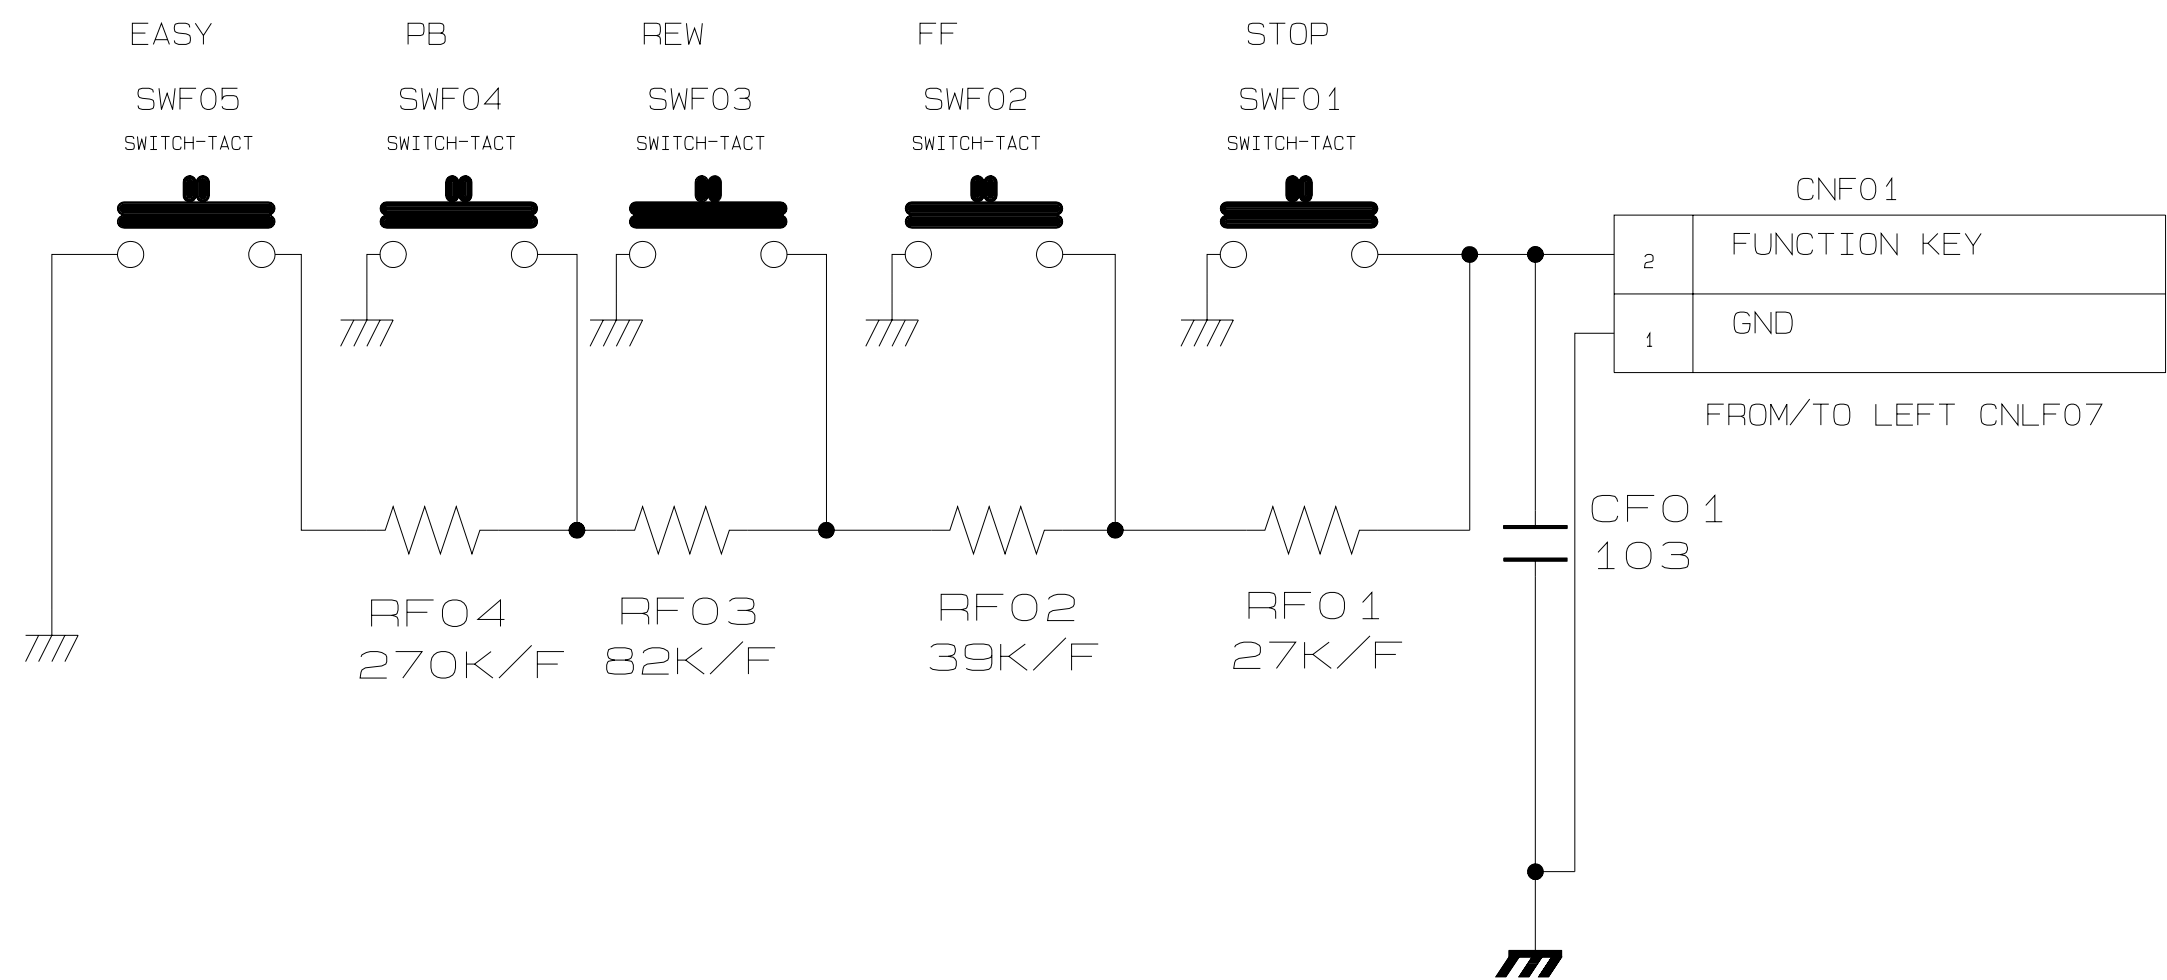 EASY PB REW FF STOP
SWF05 SWF04 SWF03 SWF02 SWF01
SWITCH-TACT SWITCH-TACT SWITCH-TACT SWITCH-TACT SWITCH-TACT
CNF01
2 FUNCTION KEY
1 GND
FROM/TO LEFT CNLF07
CF01
103
RF04 RF03 RF02 RF01
270K/F 82K/F 39K/F 27K/F